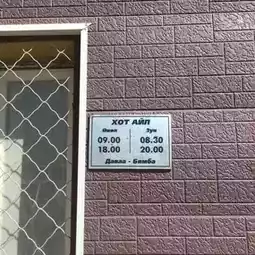 ХОТ АЙЛ
Өвөл Зун
09.00 08.30
18.00 20.00
Даваа - Бямба